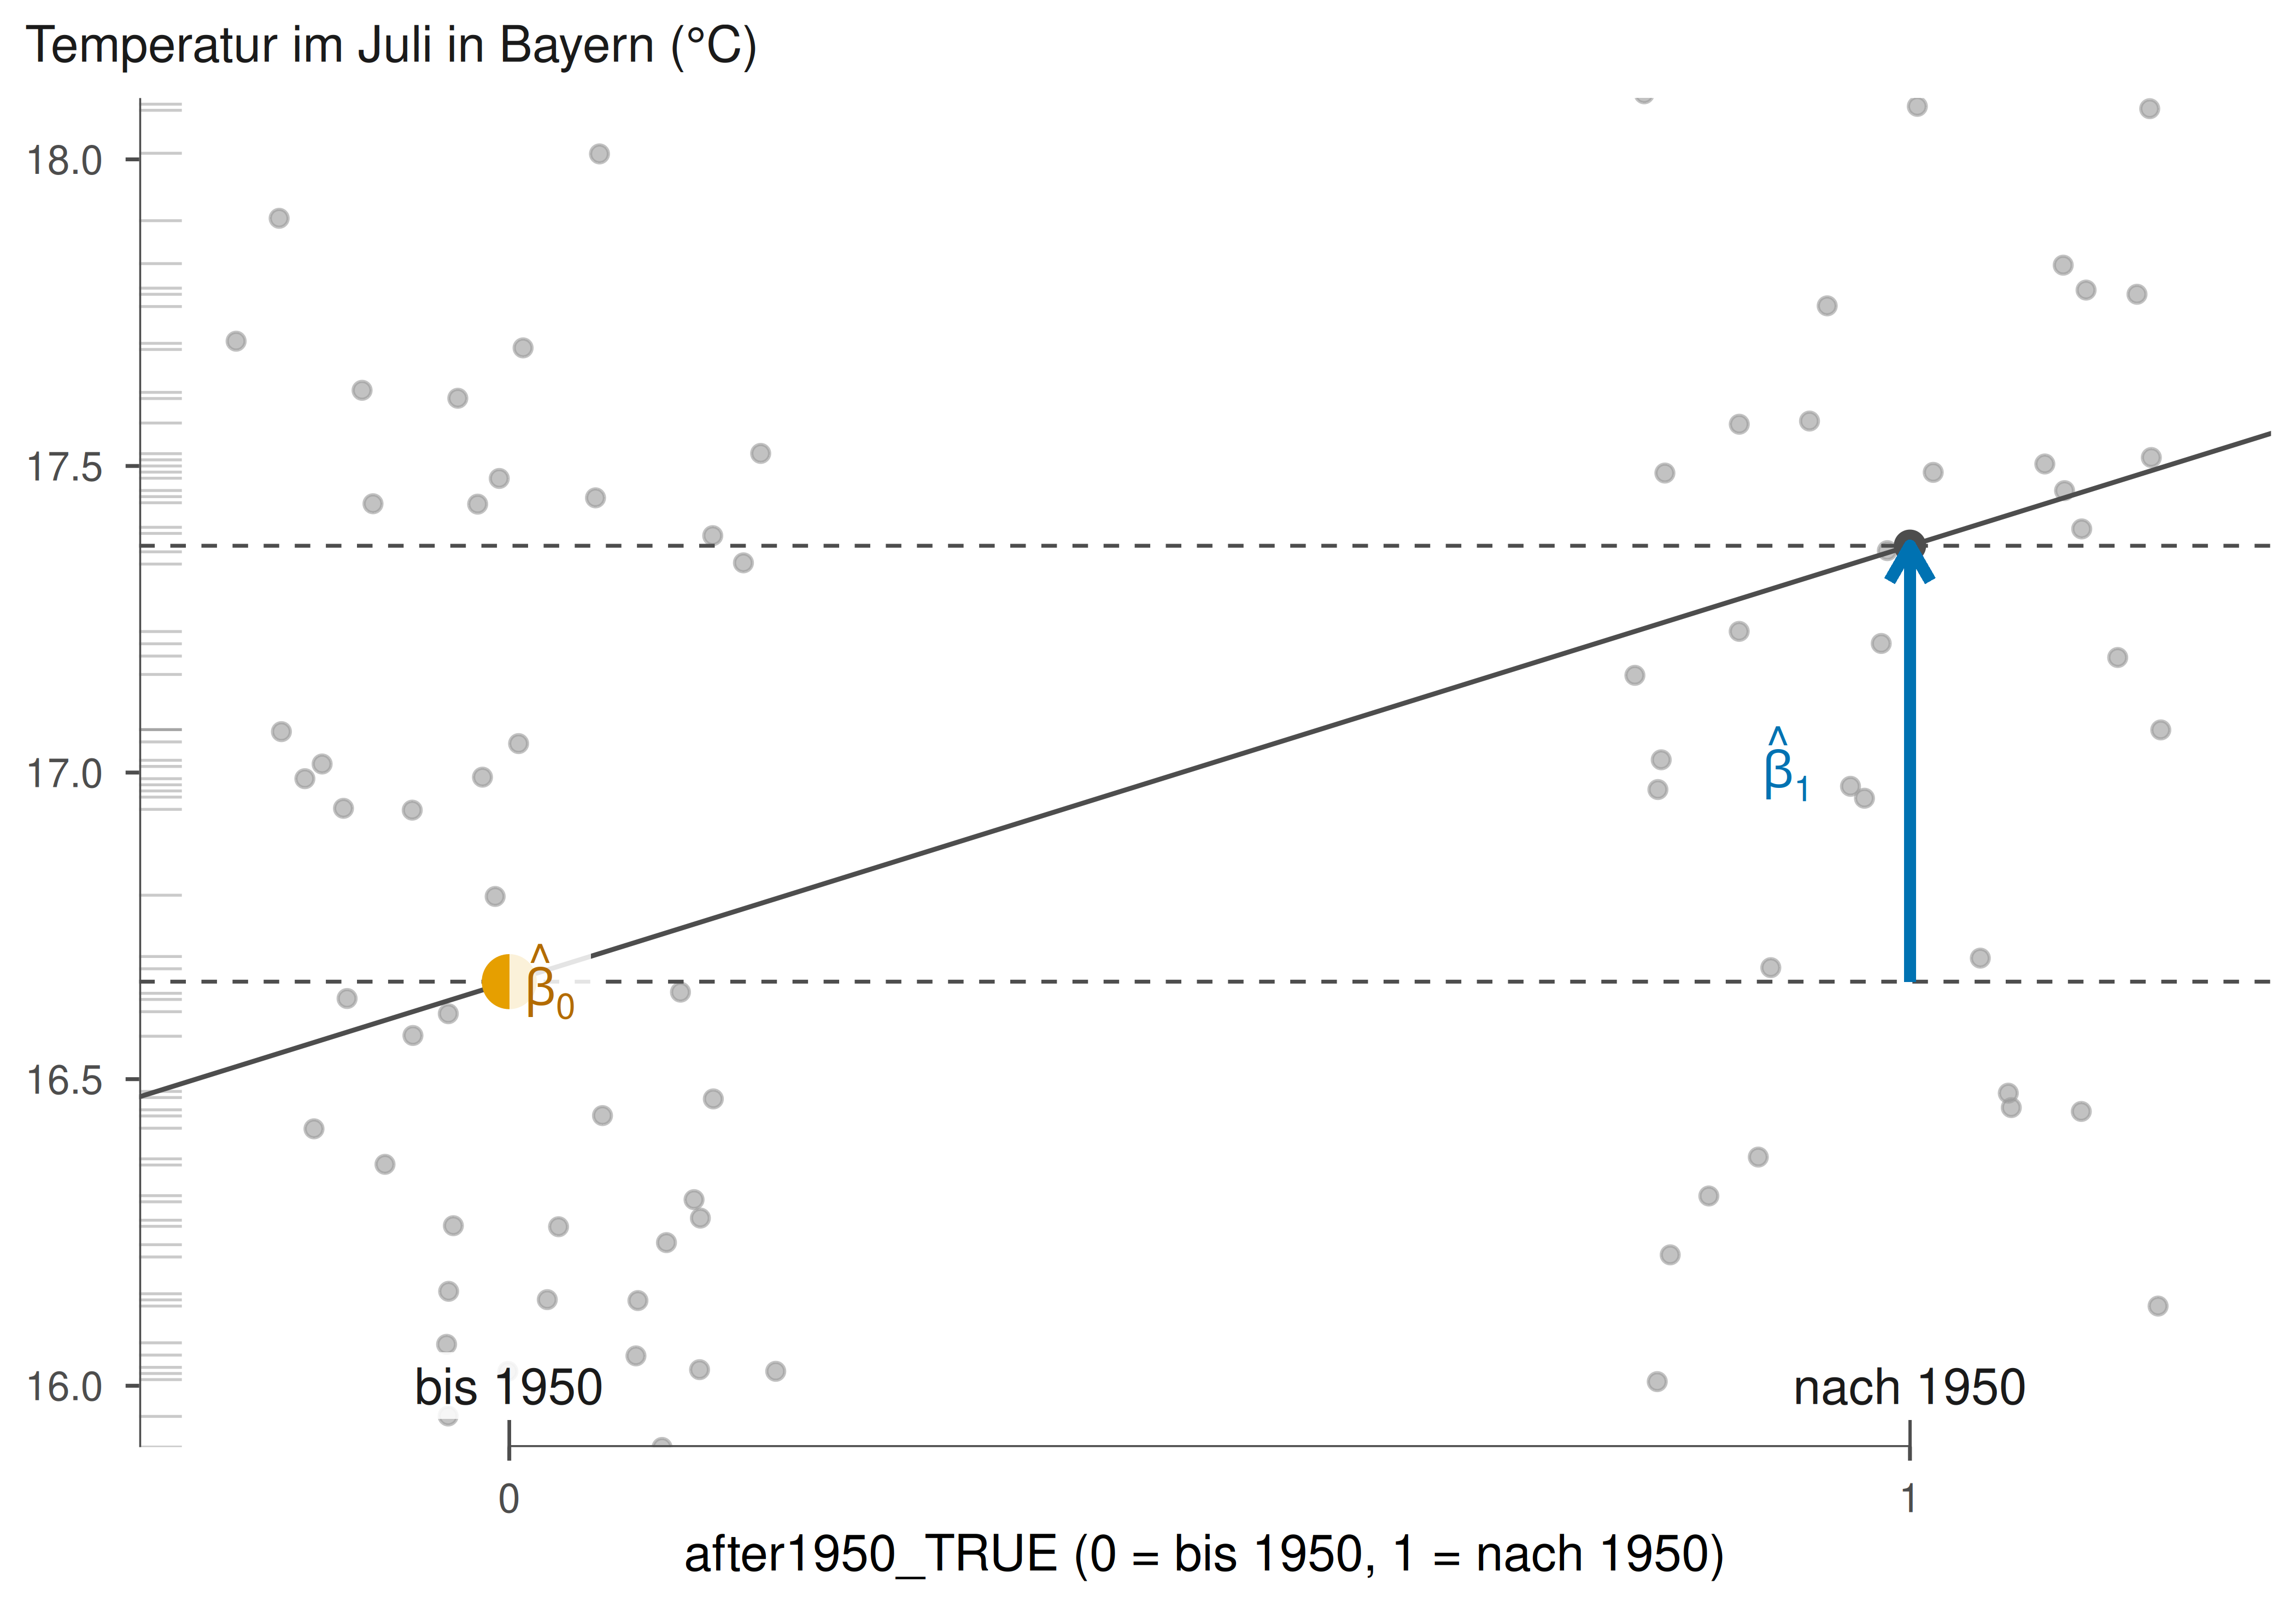 Temperatur im Juli in Bayern (°C)
18.0
17.5
17.0
16.5
16.0
β̂₁
β̂₀
bis 1950
nach 1950
0
1
after1950_TRUE (0 = bis 1950, 1 = nach 1950)